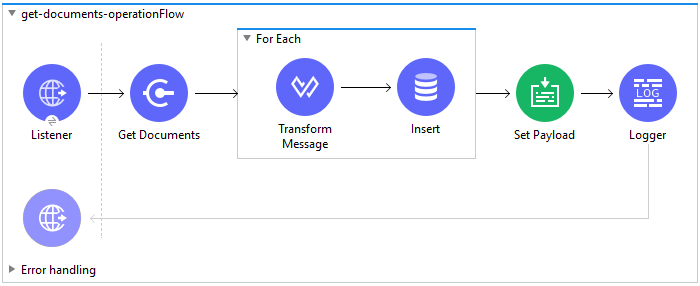 get-documents-operationFlow
For Each
Listener
Get Documents
Transform
Message
Insert
Set Payload
LOG
Logger
Error handling